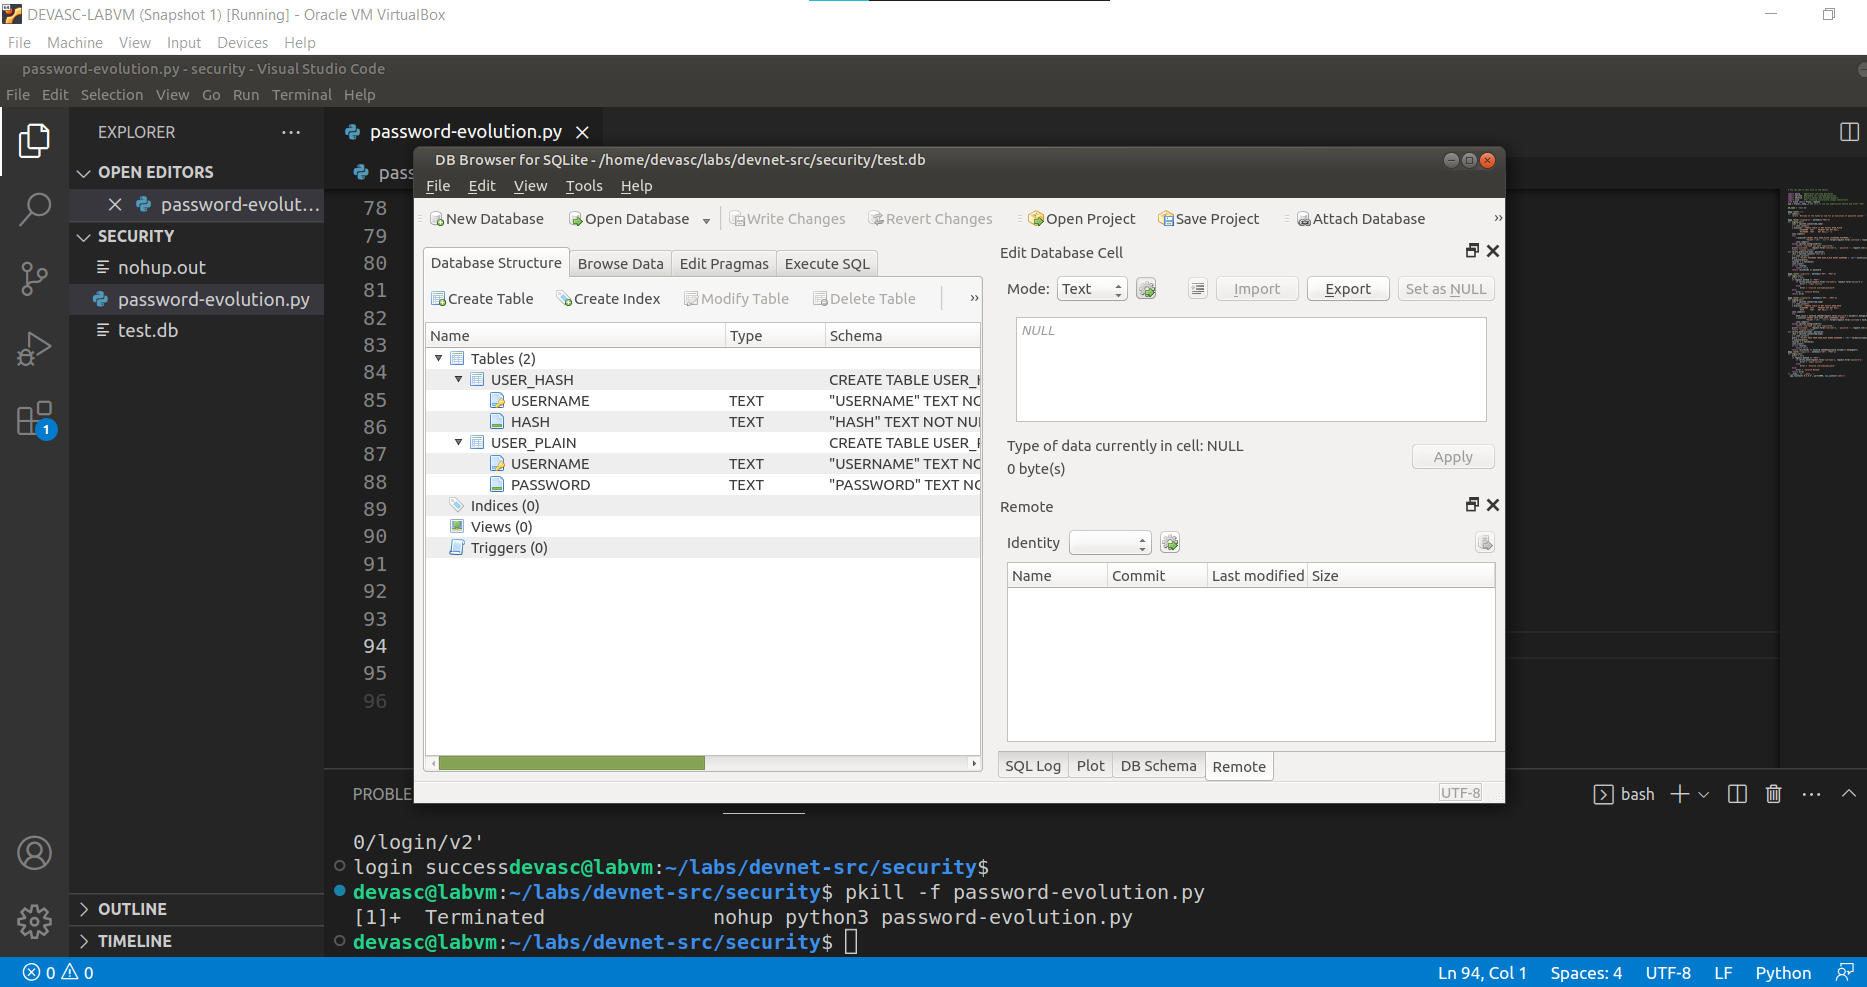 DEVASC-LABVM (Snapshot 1) [Running] - Oracle VM VirtualBox
File Machine View Input Devices Help
password-evolution.py - security - Visual Studio Code
File Edit Selection View Go Run Terminal Help
EXPLORER
OPEN EDITORS
password-evolut...
SECURITY
nohup.out
password-evolution.py
test.db
OUTLINE
TIMELINE
password-evolution.py
pass
78
79
80
81
82
83
84
85
86
87
88
89
90
91
92
93
94
95
96
DB Browser for SQLite - /home/devasc/labs/devnet-src/security/test.db
File Edit View Tools Help
New Database Open Database Write Changes Revert Changes Open Project Save Project Attach Database »
Database Structure Browse Data Edit Pragmas Execute SQL
Create Table Create Index Modify Table Delete Table »
Name Type Schema
Tables (2)
USER_HASH CREATE TABLE USER_H
USERNAME TEXT "USERNAME" TEXT NO
HASH TEXT "HASH" TEXT NOT NUL
USER_PLAIN CREATE TABLE USER_P
USERNAME TEXT "USERNAME" TEXT NO
PASSWORD TEXT "PASSWORD" TEXT NO
Indices (0)
Views (0)
Triggers (0)
Edit Database Cell
Mode: Text Import Export Set as NULL
NULL
Type of data currently in cell: NULL
0 byte(s)
Apply
Remote
Identity
Name Commit Last modified Size
SQL Log Plot DB Schema Remote
UTF-8
PROBLE
bash
0/login/v2'
login successdevasc@labvm:~/labs/devnet-src/security$
devasc@labvm:~/labs/devnet-src/security$ pkill -f password-evolution.py
[1]+ Terminated nohup python3 password-evolution.py
devasc@labvm:~/labs/devnet-src/security$
1
0 0
Ln 94, Col 1 Spaces: 4 UTF-8 LF Python